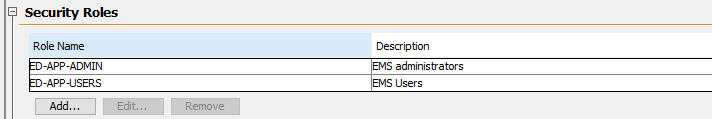 Security Roles
Role Name Description
ED-APP-ADMIN EMS administrators
ED-APP-USERS EMS Users
Add... Edit... Remove